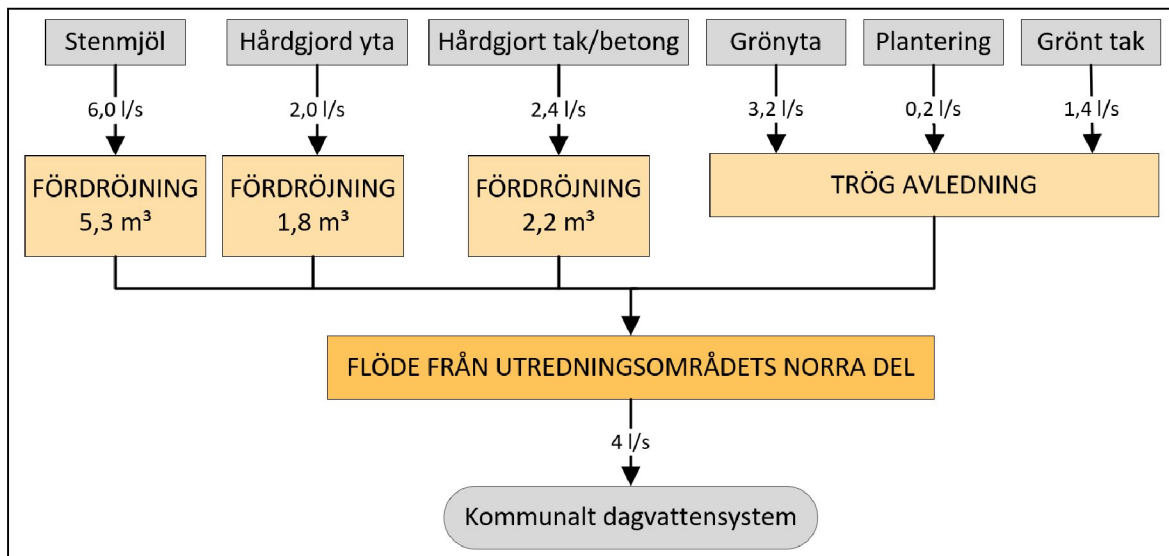 Stenmjöl
Hårdgjord yta
Hårdgjort tak/betong
Grönyta
Plantering
Grönt tak
6,0 l/s
2,0 l/s
2,4 l/s
3,2 l/s
0,2 l/s
1,4 l/s
FÖRDRÖJNING
5,3 m³
FÖRDRÖJNING
1,8 m³
FÖRDRÖJNING
2,2 m³
TRÖG AVLEDNING
FLÖDE FRÅN UTREDNINGSOMRÅDETS NORRA DEL
4 l/s
Kommunalt dagvattensystem